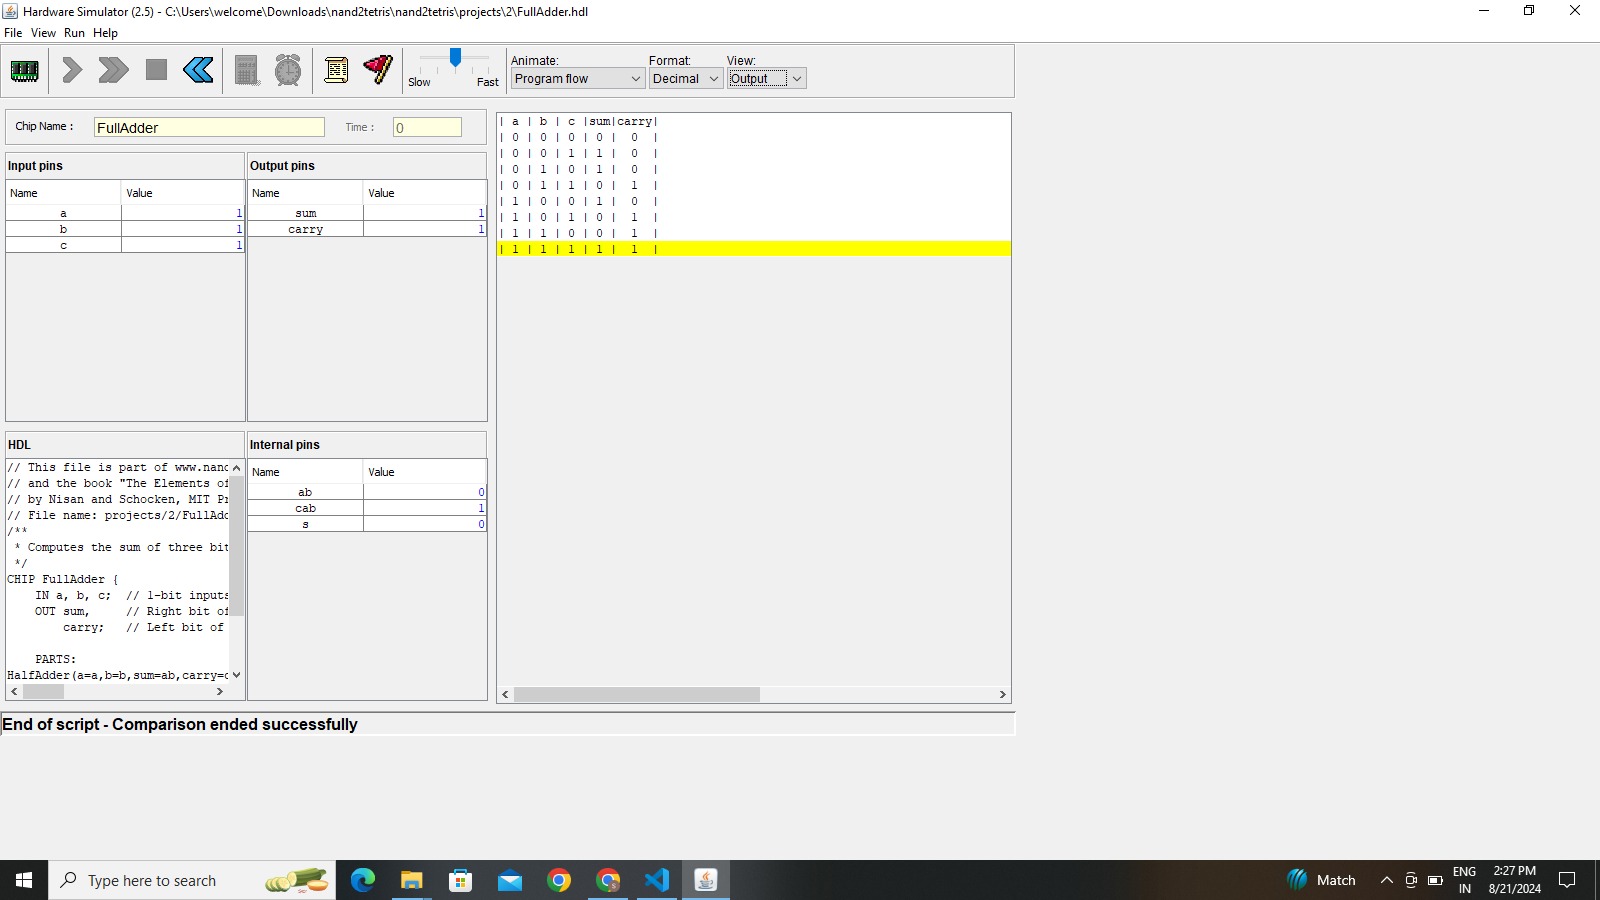 Hardware Simulator (2.5) - C:\Users\welcome\Downloads\nand2tetris\nand2tetris\projects\2\FullAdder.hdl
File View Run Help
Slow Fast
Animate: Format: View:
Program flow Decimal Output
Chip Name : FullAdder Time : 0
Input pins
Name Value
a 1
b 1
c 1
Output pins
Name Value
sum 1
carry 1
HDL
// This file is part of www.nand
// and the book "The Elements of
// by Nisan and Schocken, MIT Pr
// File name: projects/2/FullAdd
/**
* Computes the sum of three bit
*/
CHIP FullAdder {
IN a, b, c; // 1-bit inputs
OUT sum, // Right bit of
carry; // Left bit of
PARTS:
HalfAdder(a=a,b=b,sum=ab,carry=c
Internal pins
Name Value
ab 0
cab 1
s 0
| a | b | c |sum|carry|
| 0 | 0 | 0 | 0 | 0 |
| 0 | 0 | 1 | 1 | 0 |
| 0 | 1 | 0 | 1 | 0 |
| 0 | 1 | 1 | 0 | 1 |
| 1 | 0 | 0 | 1 | 0 |
| 1 | 0 | 1 | 0 | 1 |
| 1 | 1 | 0 | 0 | 1 |
| 1 | 1 | 1 | 1 | 1 |
End of script - Comparison ended successfully
Type here to search
Match
ENG
IN
2:27 PM
8/21/2024